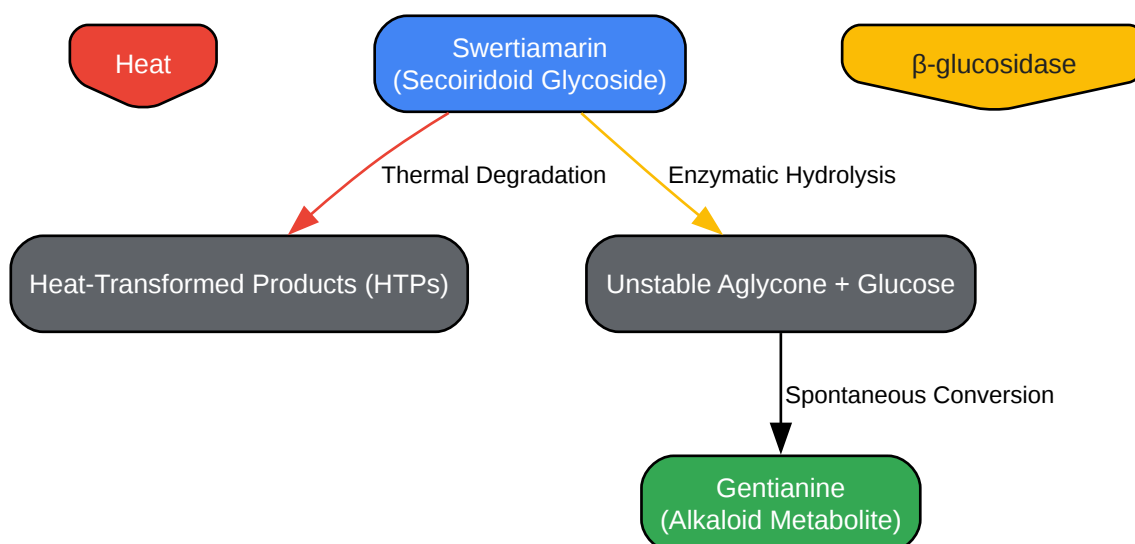 Heat
Swertiamarin
(Secoiridoid Glycoside)
β-glucosidase
Thermal Degradation
Enzymatic Hydrolysis
Heat-Transformed Products (HTPs)
Unstable Aglycone + Glucose
Spontaneous Conversion
Gentianine
(Alkaloid Metabolite)